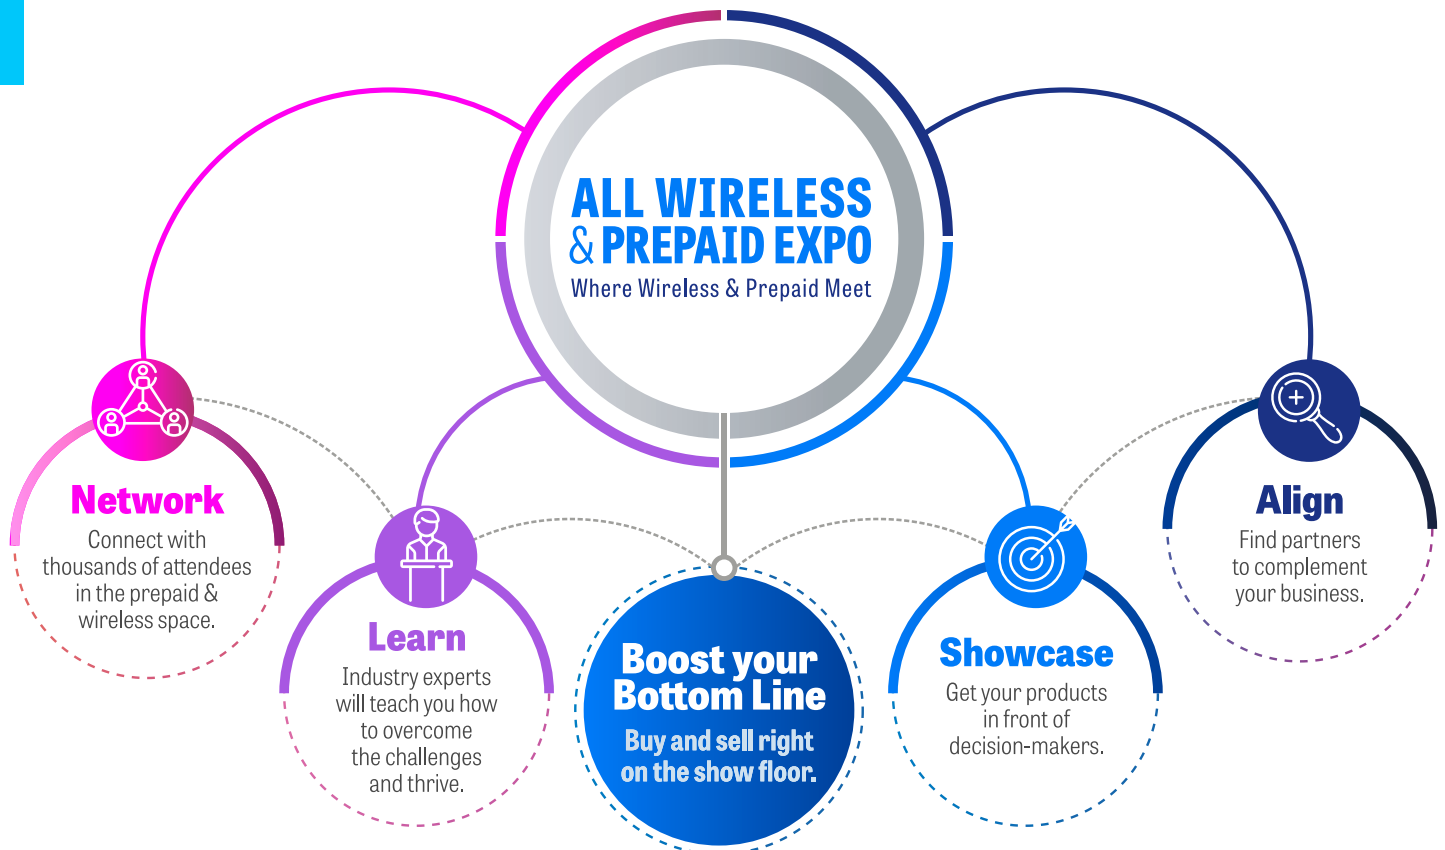 ALL WIRELESS
& PREPAID EXPO
Where Wireless & Prepaid Meet
Network
Connect with
thousands of attendees
in the prepaid &
wireless space.
Learn
Industry experts
will teach you how
to overcome
the challenges
and thrive.
Boost your
Bottom Line
Buy and sell right
on the show floor.
Showcase
Get your products
in front of
decision-makers.
Align
Find partners
to complement
your business.